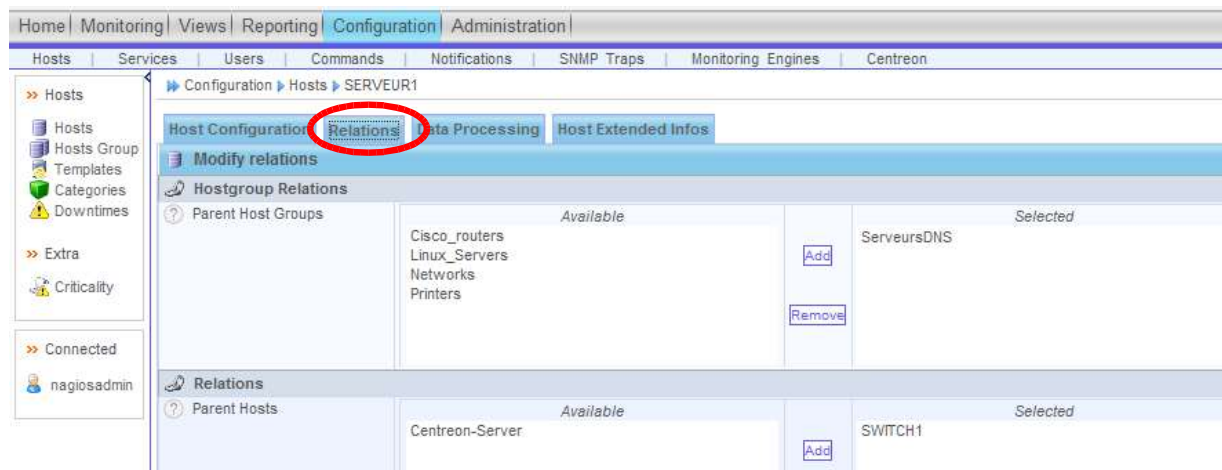 Home | Monitoring | Views | Reporting | Configuration | Administration |
Hosts | Services | Users | Commands | Notifications | SNMP Traps | Monitoring Engines | Centreon
Hosts
Hosts
Hosts Group
Templates
Categories
Downtimes
Extra
Criticality
Connected
nagiosadmin
Configuration Hosts SERVEUR1
Host Configuration Relations Data Processing Host Extended Infos
Modify relations
Hostgroup Relations
? Parent Host Groups
Available
Cisco_routers
Linux_Servers
Networks
Printers
Add
Remove
Selected
ServeursDNS
Relations
? Parent Hosts
Available
Centreon-Server
Add
Selected
SWITCH1